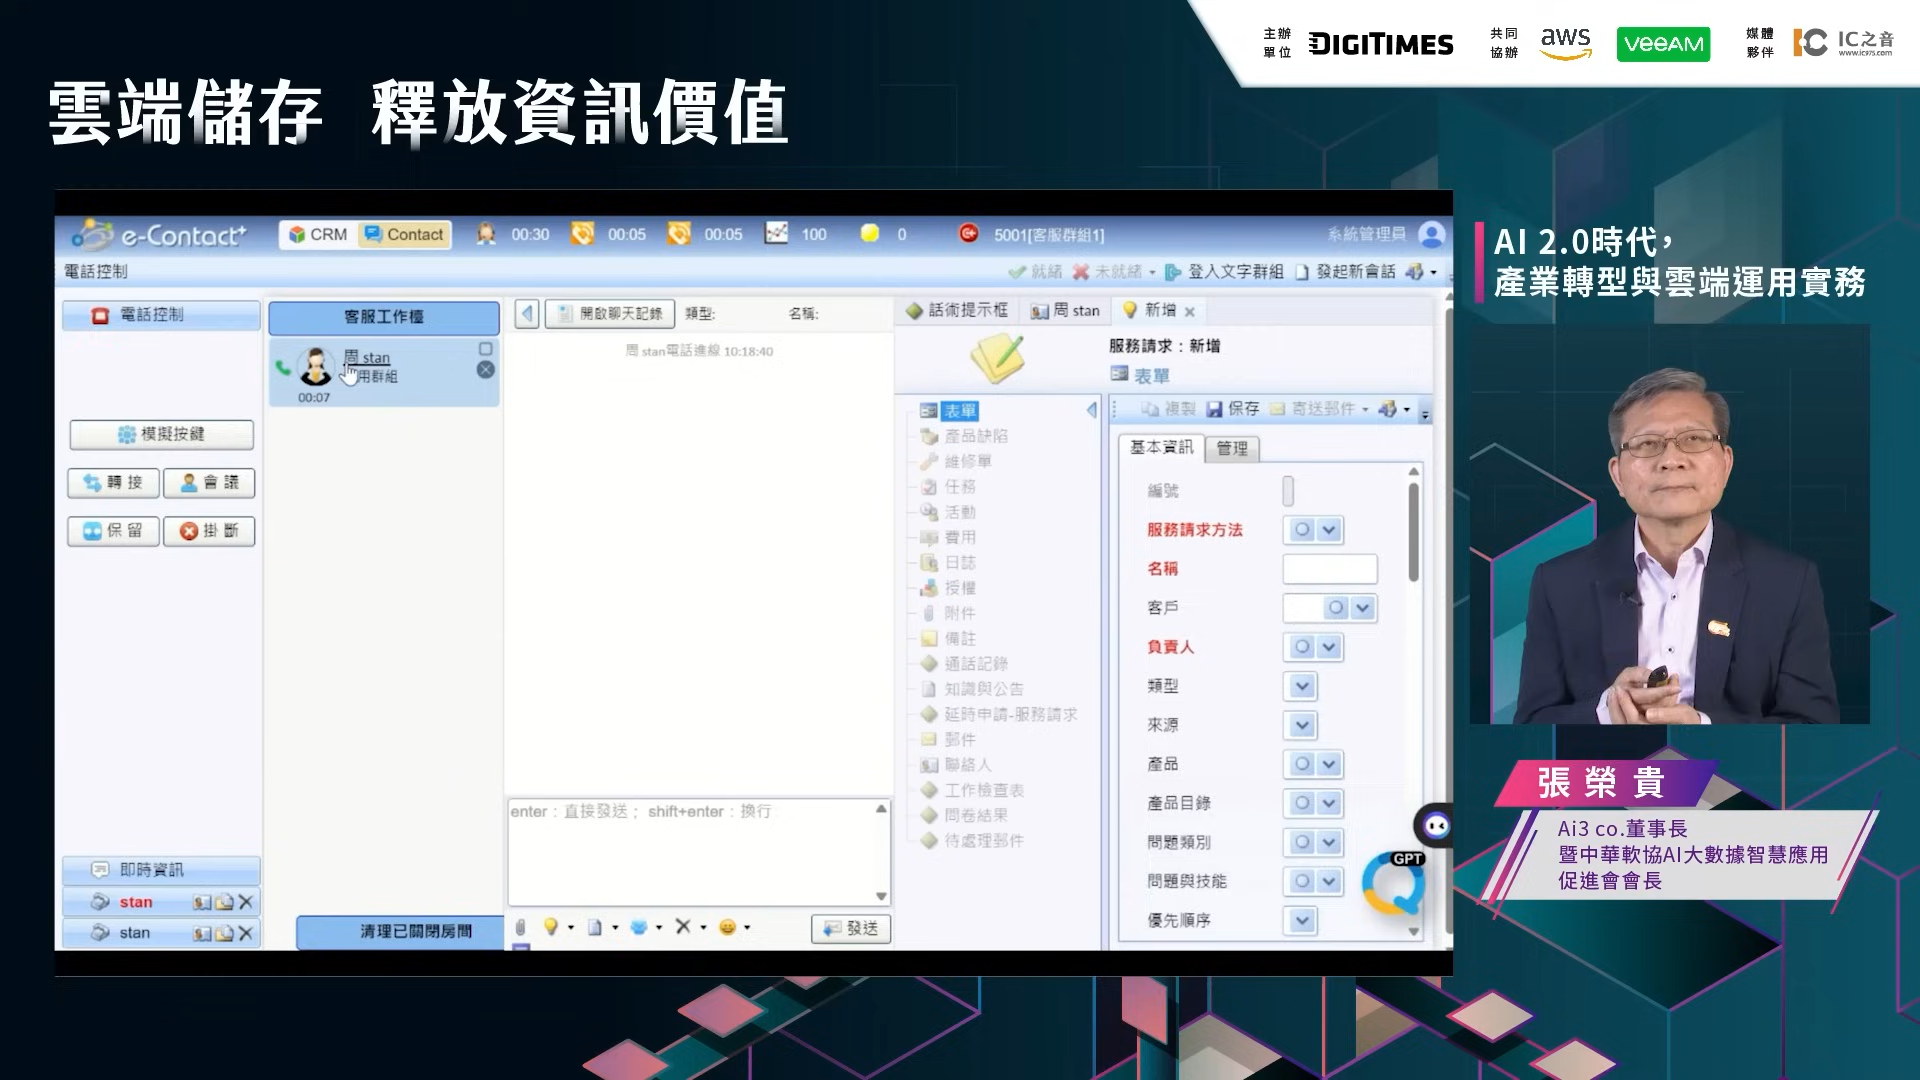 主辦
單位
DIGITIMES
共同
協辦
aws
veeAM
媒體
夥伴
IC之音
www.ic975.com
雲端儲存 釋放資訊價值
e-Contact+
CRM
Contact
00:30
00:05
00:05
100
0
5001[客服群組1]
系統管理員
電話控制
就緒
未就緒
登入文字群組
發起新會話
電話控制
模擬按鍵
轉接
會議
保留
掛斷
即時資訊
stan
stan
客服工作檯
周 stan
用群組
00:07
清理已關閉房間
開啟聊天記錄
類型:
名稱:
周 stan電話進線 10:18:40
enter：直接發送； shift+enter：換行
發送
話術提示框
周 stan
新增
服務請求：新增
表單
表單
產品缺陷
維修單
任務
活動
費用
日誌
授權
附件
備註
通話記錄
知識與公告
延時申請-服務請求
郵件
聯絡人
工作檢查表
問卷結果
待處理郵件
複製
保存
寄送郵件
基本資訊
管理
編號
服務請求方法
名稱
客戶
負責人
類型
來源
產品
產品目錄
問題類別
問題與技能
優先順序
GPT
AI 2.0時代，
產業轉型與雲端運用實務
張榮貴
Ai3 co.董事長
暨中華軟協AI大數據智慧應用
促進會會長